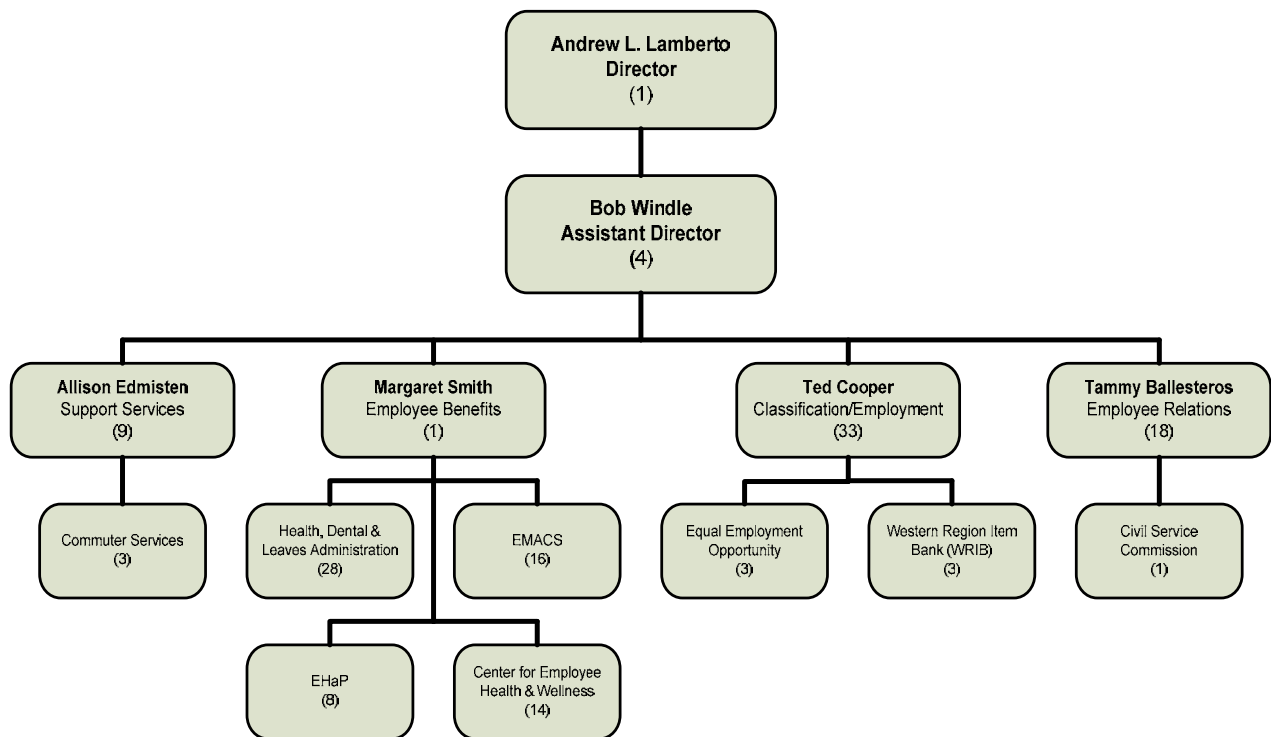 Andrew L. Lamberto
Director
(1)
Bob Windle
Assistant Director
(4)
Allison Edmisten
Support Services
(9)
Margaret Smith
Employee Benefits
(1)
Ted Cooper
Classification/Employment
(33)
Tammy Ballesteros
Employee Relations
(18)
Commuter Services
(3)
Health, Dental &
Leaves Administration
(28)
EMACS
(16)
Equal Employment
Opportunity
(3)
Western Region Item
Bank (WRIB)
(3)
Civil Service
Commission
(1)
EHaP
(8)
Center for Employee
Health & Wellness
(14)